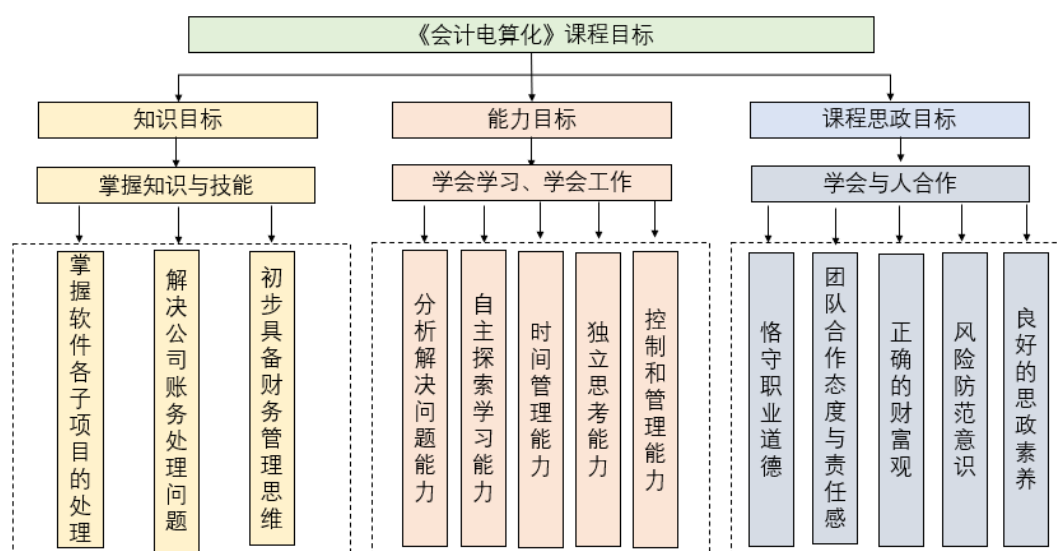 《会计电算化》课程目标
知识目标
能力目标
课程思政目标
掌握知识与技能
学会学习、学会工作
学会与人合作
掌握软件各子项目的处理
解决公司账务处理问题
初步具备财务管理思维
分析解决问题能力
自主探索学习能力
时间管理能力
独立思考能力
控制和管理能力
恪守职业道德
团队合作态度与责任感
正确的财富观
风险防范意识
良好的思政素养